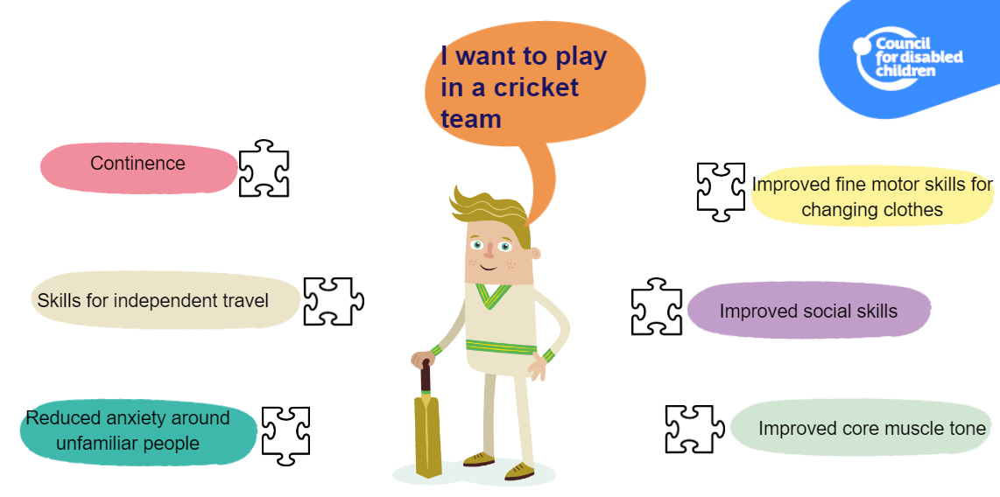 I want to play
in a cricket
team
Council
for disabled
children
Continence
Skills for independent travel
Reduced anxiety around
unfamiliar people
Improved fine motor skills for
changing clothes
Improved social skills
Improved core muscle tone